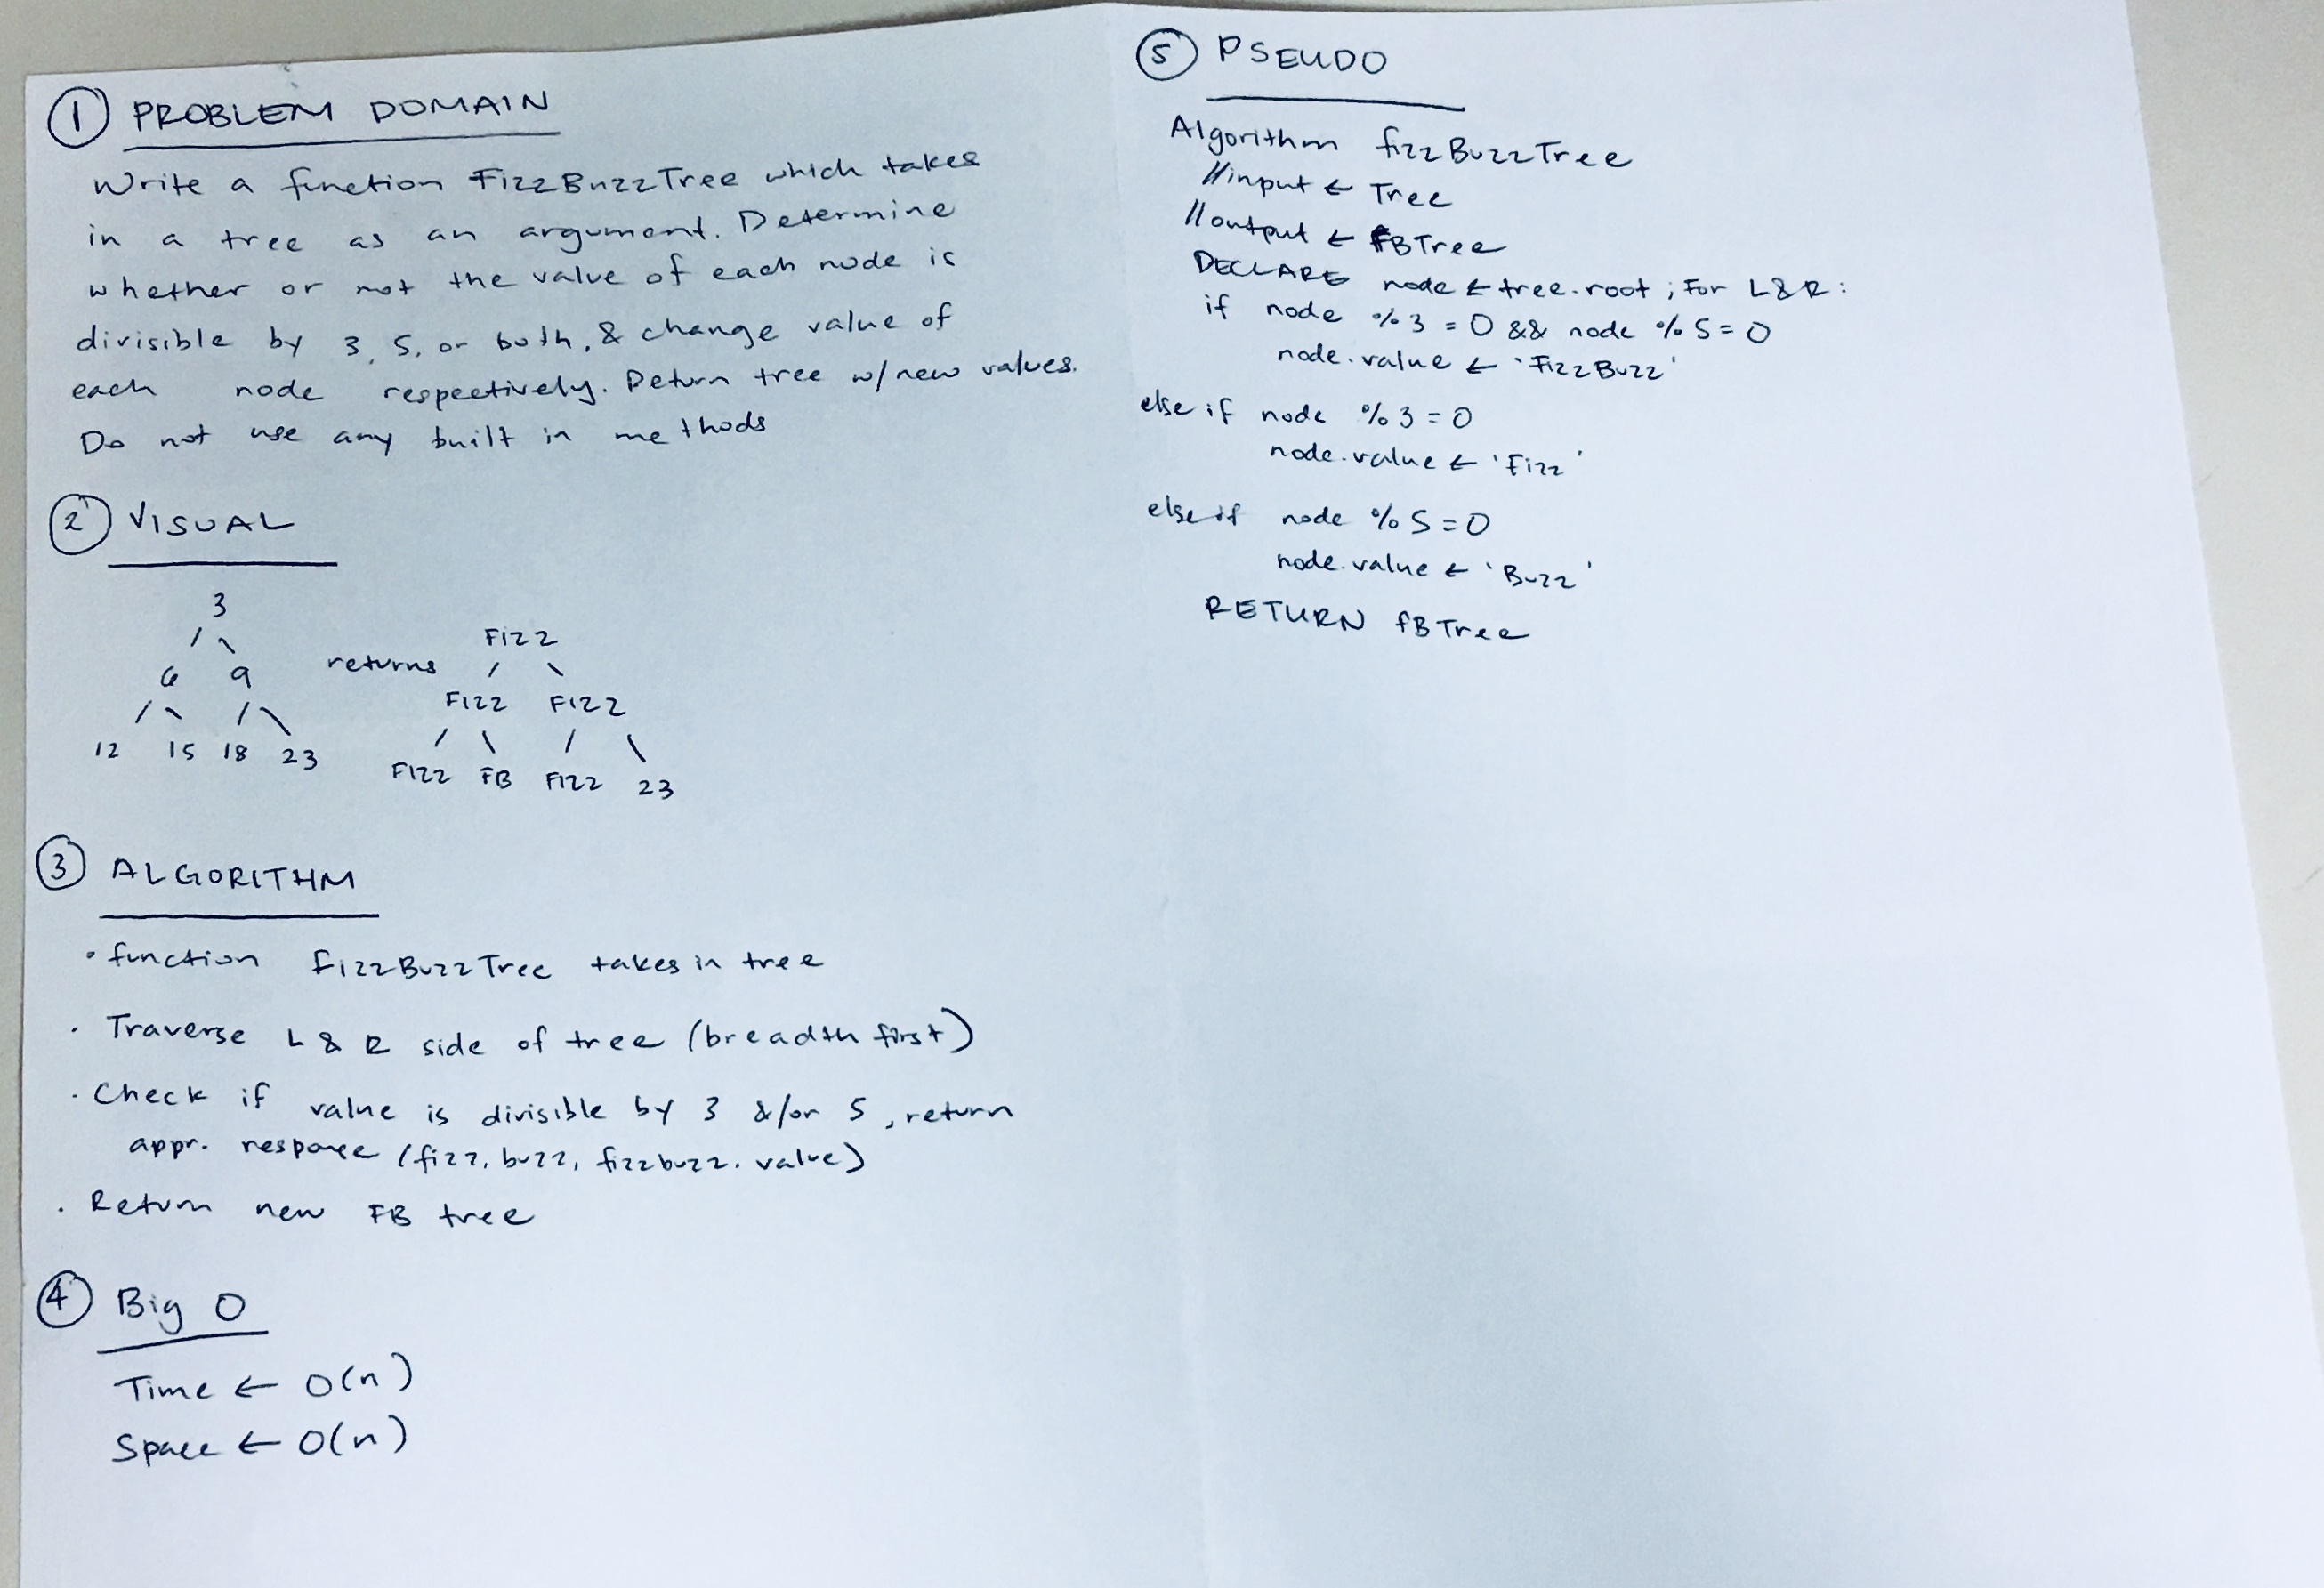 ① PROBLEM DOMAIN
Write a function FizzBuzzTree which takes
in a tree as an argument. Determine
whether or not the value of each node is
divisible by 3, 5, or both, & change value of
each node respectively. Return tree w/new values.
Do not use any built in methods
② VISUAL
3
/ \
6 9
/ \ / \
12 15 18 23
returns
FIZZ
/ \
FIZZ FIZZ
/ \ / \
FIZZ FB FIZZ 23
③ ALGORITHM
• function fizzBuzzTree takes in tree
• Traverse L & R side of tree (breadth first)
• Check if value is divisible by 3 &/or 5, return
appr. response (fizz, buzz, fizzbuzz. value)
• Return new FB tree
④ Big O
Time ← O(n)
Space ← O(n)
⑤ PSEUDO
Algorithm fizzBuzzTree
//input ← Tree
//output ← FBTree
DECLARE node ← tree.root ; For L & R :
if node % 3 = 0 && node % 5 = 0
node.value ← 'FizzBuzz'
else if node % 3 = 0
node.value ← 'Fizz'
else if node % 5 = 0
node.value ← 'Buzz'
RETURN fBTree